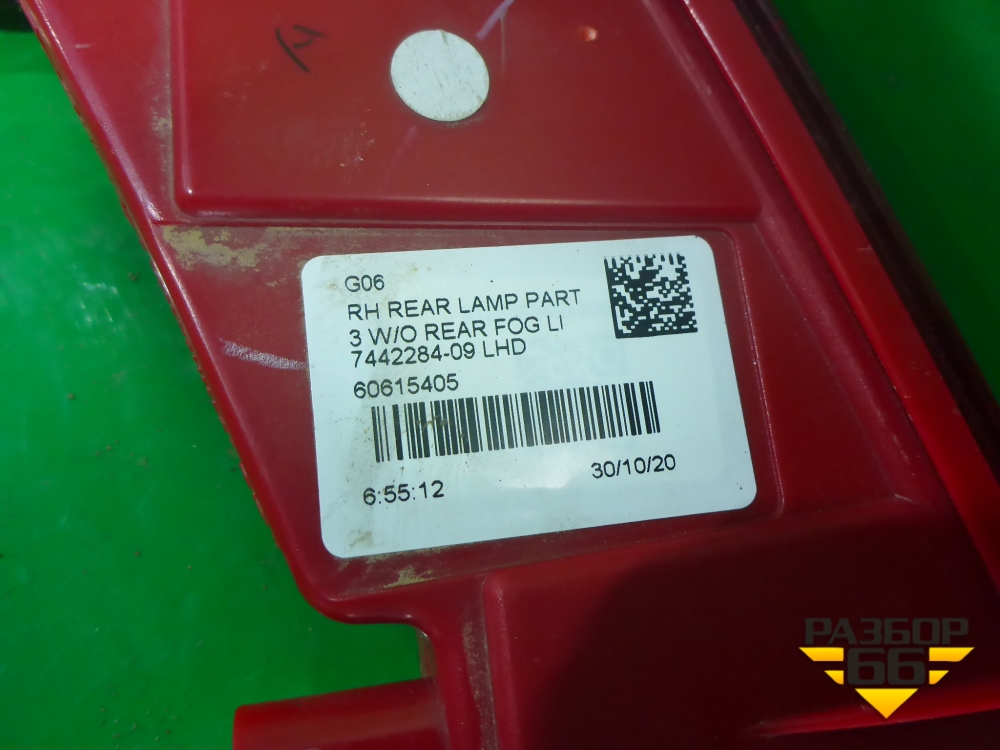 G06
RH REAR LAMP PART
3 W/O REAR FOG LI
7442284-09 LHD
60615405
6:55:12
30/10/20
РАЗБОР
66